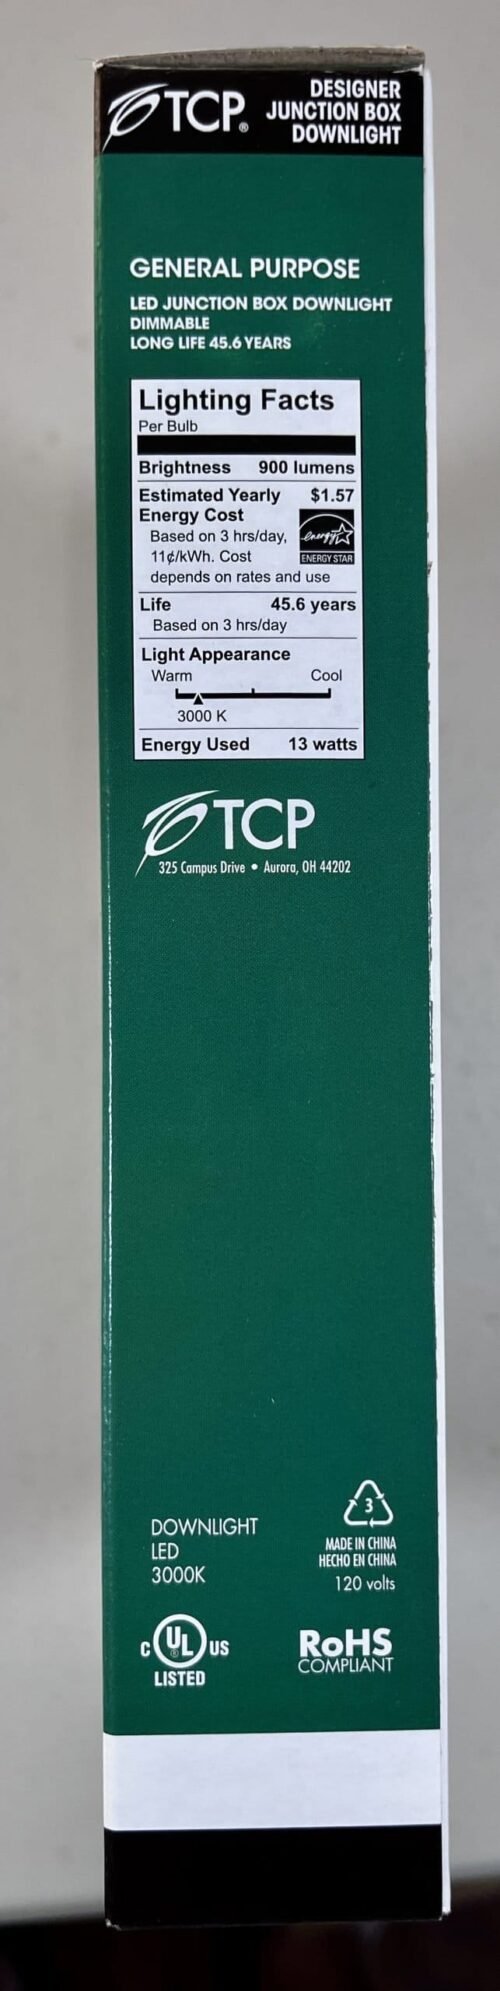 TCP®
DESIGNER
JUNCTION BOX
DOWNLIGHT
GENERAL PURPOSE
LED JUNCTION BOX DOWNLIGHT
DIMMABLE
LONG LIFE 45.6 YEARS
Lighting Facts
Per Bulb
Brightness 900 lumens
Estimated Yearly $1.57
Energy Cost
Based on 3 hrs/day,
11¢/kWh. Cost
depends on rates and use
energy
ENERGY STAR
Life 45.6 years
Based on 3 hrs/day
Light Appearance
Warm Cool
3000 K
Energy Used 13 watts
TCP
325 Campus Drive • Aurora, OH 44202
DOWNLIGHT
LED
3000K
3
MADE IN CHINA
HECHO EN CHINA
120 volts
C UL® US
LISTED
RoHS
COMPLIANT